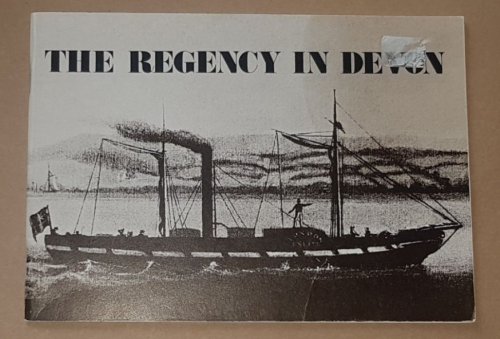 THE REGENCY IN DEVON